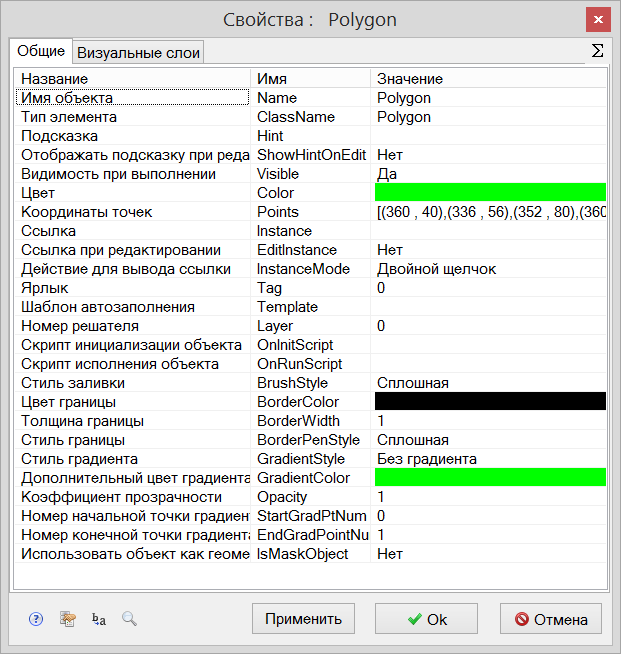 Свойства : Polygon
Общие Визуальные слои Σ
Название Имя Значение
Имя объекта Name Polygon
Тип элемента ClassName Polygon
Подсказка Hint
Отображать подсказку при реда ShowHintOnEdit Нет
Видимость при выполнении Visible Да
Цвет Color
Координаты точек Points [(360 , 40),(336 , 56),(352 , 80),(360
Ссылка Instance
Ссылка при редактировании EditInstance Нет
Действие для вывода ссылки InstanceMode Двойной щелчок
Ярлык Tag 0
Шаблон автозаполнения Template
Номер решателя Layer 0
Скрипт инициализации объекта OnInitScript
Скрипт исполнения объекта OnRunScript
Стиль заливки BrushStyle Сплошная
Цвет границы BorderColor
Толщина границы BorderWidth 1
Стиль границы BorderPenStyle Сплошная
Стиль градиента GradientStyle Без градиента
Дополнительный цвет градиента GradientColor
Коэффициент прозрачности Opacity 1
Номер начальной точки градиен StartGradPtNum 0
Номер конечной точки градиента EndGradPointNu 1
Использовать объект как геоме IsMaskObject Нет
? b a Применить Ok Отмена